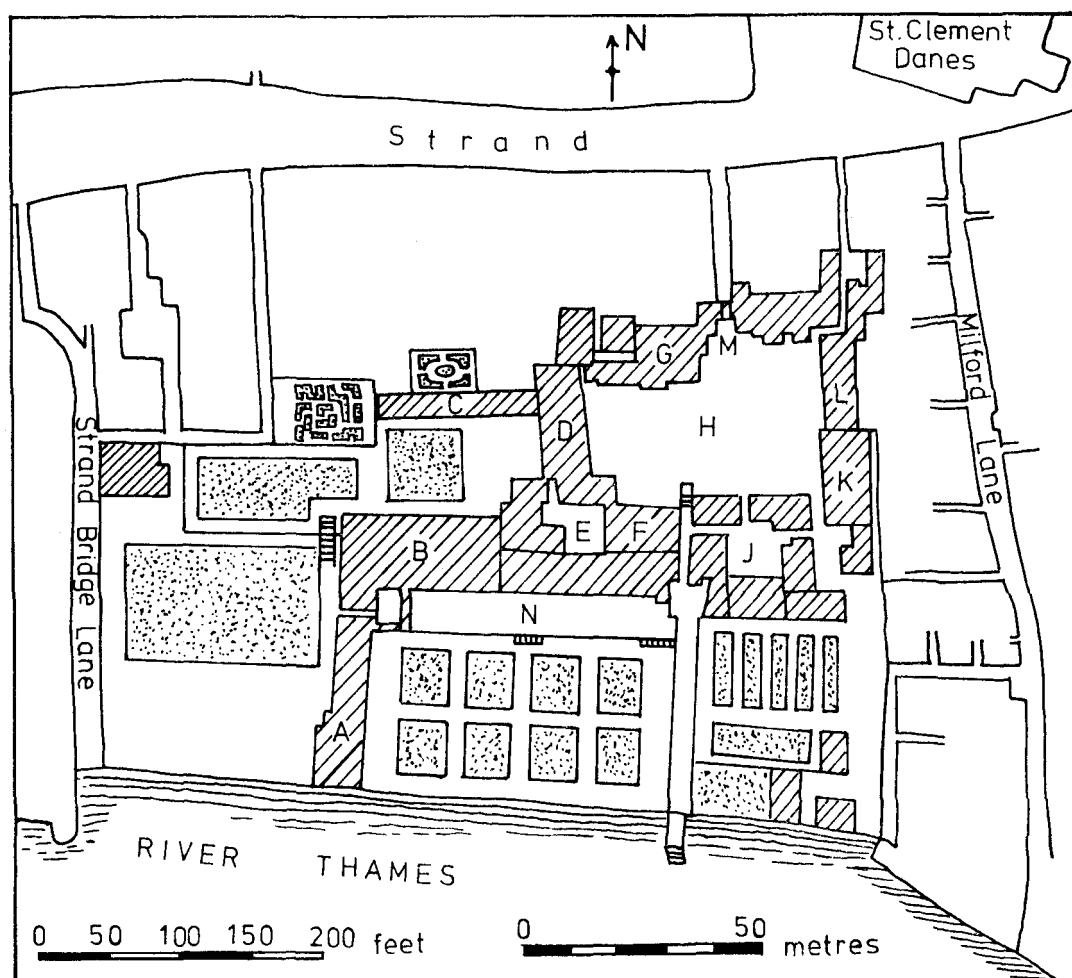 N
St. Clement
Danes
Strand
M
G
C
L
D
H
K
E
F
B
J
N
A
Strand Bridge Lane
Milford Lane
RIVER THAMES
0 50 100 150 200 feet
0 50 metres